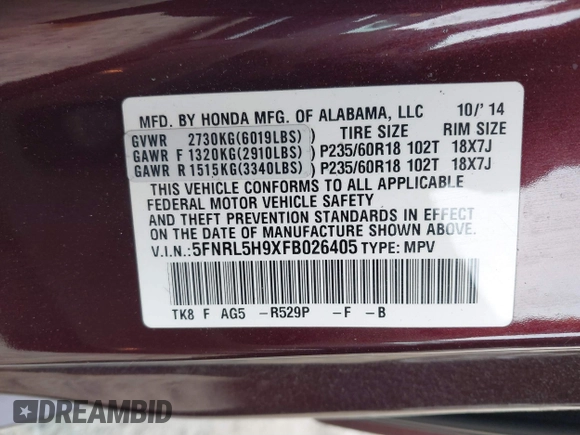 MFD. BY HONDA MFG. OF ALABAMA, LLC 10/'14
GVWR 2730KG(6019LBS) TIRE SIZE RIM SIZE
GAWR F 1320KG(2910LBS) P235/60R18 102T 18X7J
GAWR R 1515KG(3340LBS) P235/60R18 102T 18X7J
THIS VEHICLE CONFORMS TO ALL APPLICABLE
FEDERAL MOTOR VEHICLE SAFETY
AND THEFT PREVENTION STANDARDS IN EFFECT
ON THE DATE OF MANUFACTURE SHOWN ABOVE.
V.I.N.: 5FNRL5H9XFB026405 TYPE: MPV
TK8 F AG5 -R529P -F -B
DREAMBID